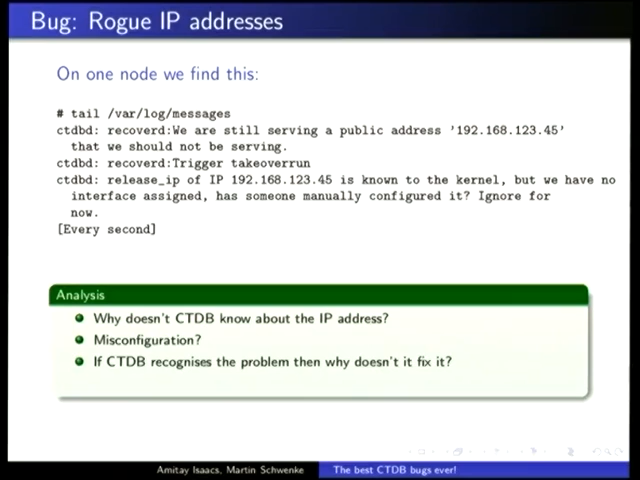 Bug: Rogue IP addresses
On one node we find this:
# tail /var/log/messages
ctdbd: recoverd:We are still serving a public address '192.168.123.45'
that we should not be serving.
ctdbd: recoverd:Trigger takeoverrun
ctdbd: release_ip of IP 192.168.123.45 is known to the kernel, but we have no
interface assigned, has someone manually configured it? Ignore for
now.
[Every second]
Analysis
Why doesn't CTDB know about the IP address?
Misconfiguration?
If CTDB recognises the problem then why doesn't it fix it?
Amitay Isaacs, Martin Schwenke The best CTDB bugs ever!